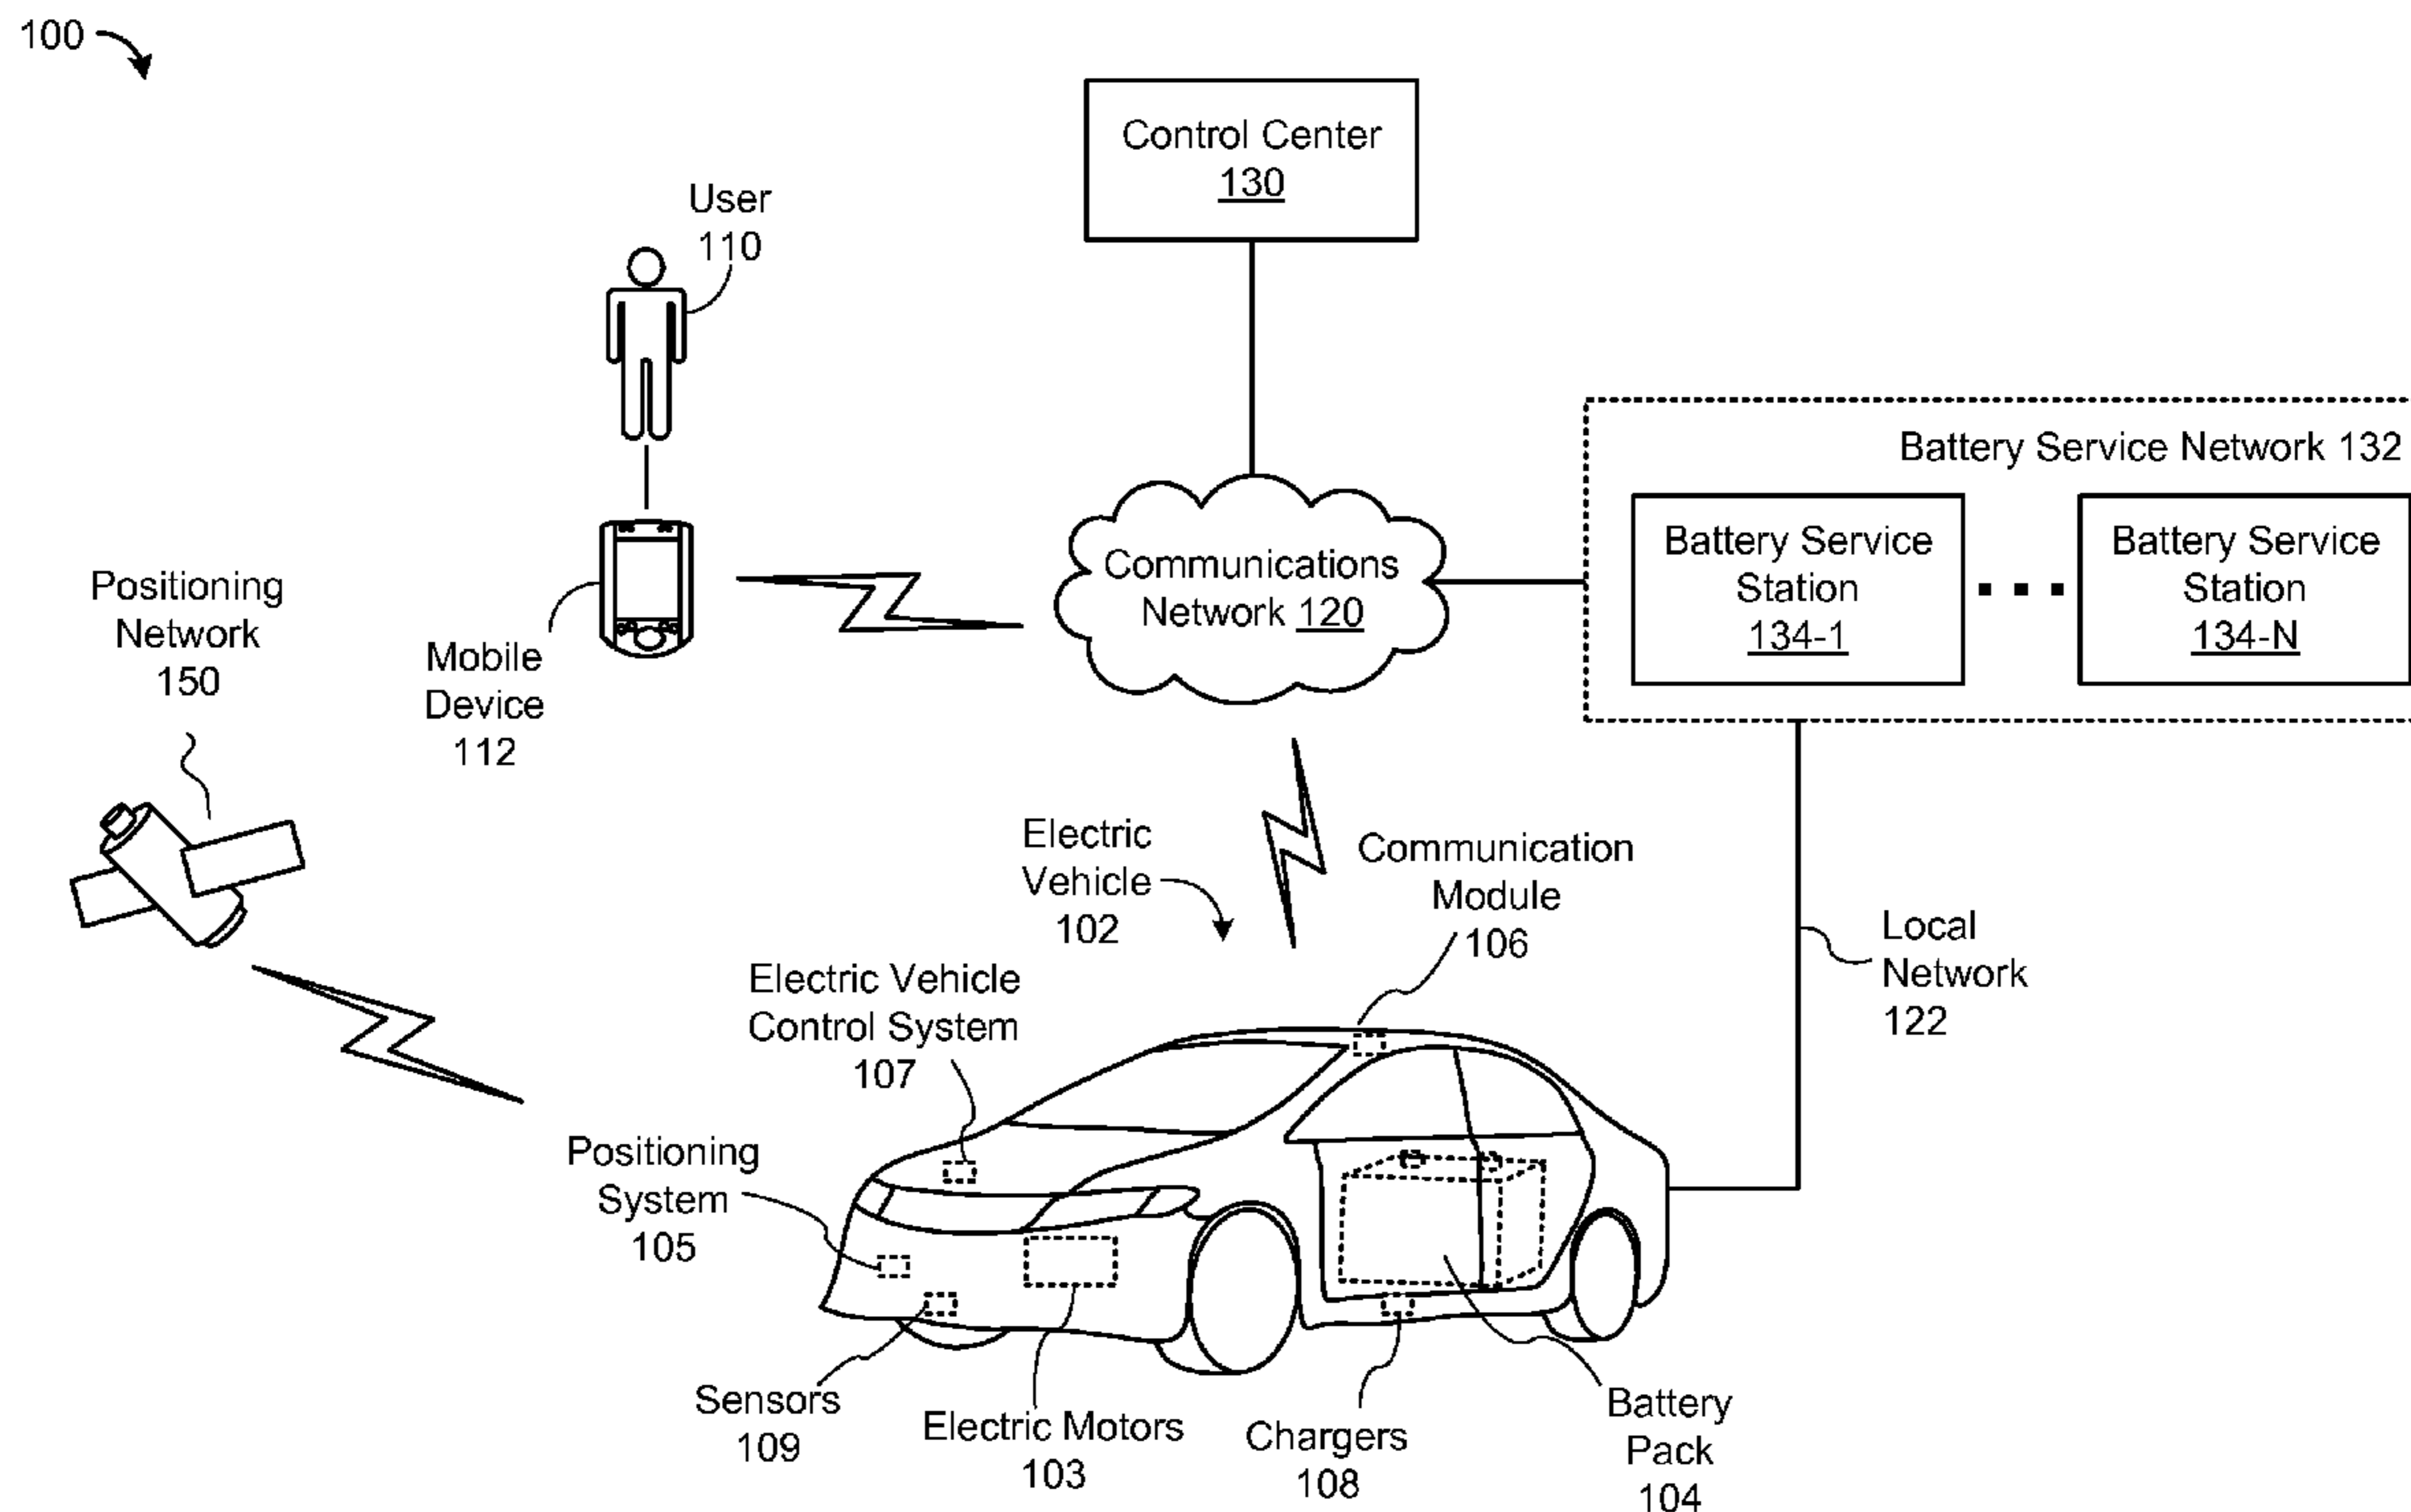 100
Control Center
130
User
110
Battery Service Network 132
Battery Service
Station
134-1
Battery Service
Station
134-N
Communications
Network 120
Positioning
Network
150
Mobile
Device
112
Electric
Vehicle
102
Communication
Module
106
Local
Network
122
Electric Vehicle
Control System
107
Positioning
System
105
Sensors
109
Electric Motors
103
Chargers
108
Battery
Pack
104